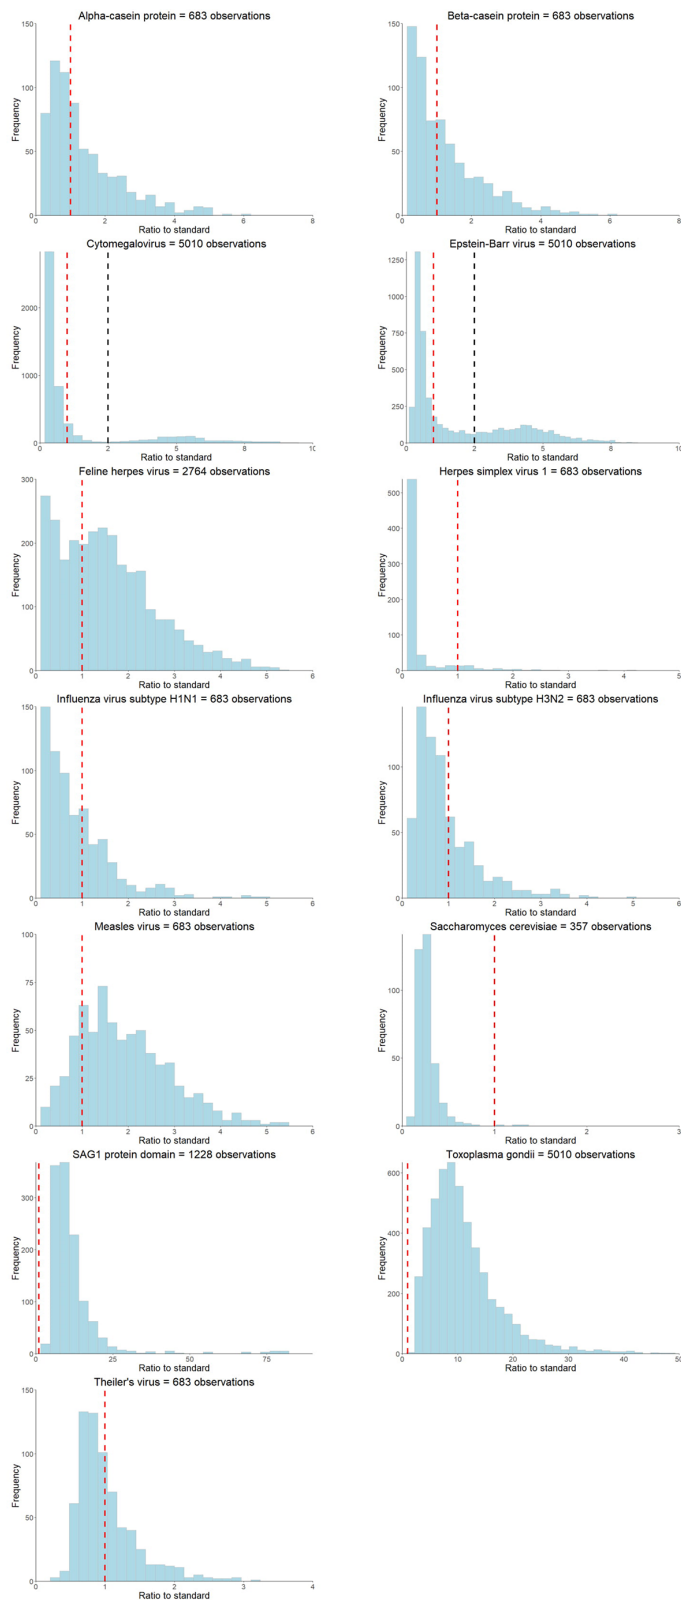 Alpha-casein protein = 683 observations
150
100
50
0
Frequency
0 2 4 6 8
Ratio to standard
Beta-casein protein = 683 observations
150
100
50
0
Frequency
0 2 4 6 8
Ratio to standard
Cytomegalovirus = 5010 observations
2000
1000
0
Frequency
0 2 5 8 10
Ratio to standard
Epstein-Barr virus = 5010 observations
1250
1000
750
500
250
0
Frequency
0 2 5 8 10
Ratio to standard
Feline herpes virus = 2764 observations
300
200
100
0
Frequency
0 1 2 3 4 5 6
Ratio to standard
Herpes simplex virus 1 = 683 observations
500
400
300
200
100
0
Frequency
0 1 2 3 4 5
Ratio to standard
Influenza virus subtype H1N1 = 683 observations
150
100
50
0
Frequency
0 1 2 3 4 5 6
Ratio to standard
Influenza virus subtype H3N2 = 683 observations
100
50
0
Frequency
0 1 2 3 4 5 6
Ratio to standard
Measles virus = 683 observations
100
75
50
25
0
Frequency
0 1 2 3 4 5 6
Ratio to standard
Saccharomyces cerevisiae = 357 observations
100
50
0
Frequency
0 1 2 3
Ratio to standard
SAG1 protein domain = 1228 observations
300
200
100
0
Frequency
0 25 50 75
Ratio to standard
Toxoplasma gondii = 5010 observations
600
400
200
0
Frequency
0 10 20 30 40 50
Ratio to standard
Theiler's virus = 683 observations
150
100
50
0
Frequency
0 1 2 3 4
Ratio to standard